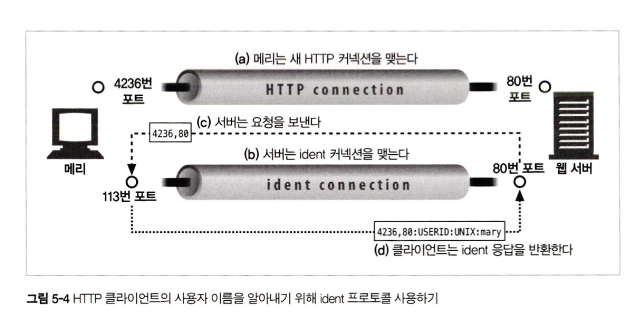 (a) 메리는 새 HTTP 커넥션을 맺는다
4236번
포트
HTTP connection
80번
포트
(c) 서버는 요청을 보낸다
4236,80
(b) 서버는 ident 커넥션을 맺는다
메리
80번 포트
웹 서버
ident connection
113번 포트
4236,80:USERID:UNIX:mary
(d) 클라이언트는 ident 응답을 반환한다
그림 5-4 HTTP 클라이언트의 사용자 이름을 알아내기 위해 ident 프로토콜 사용하기